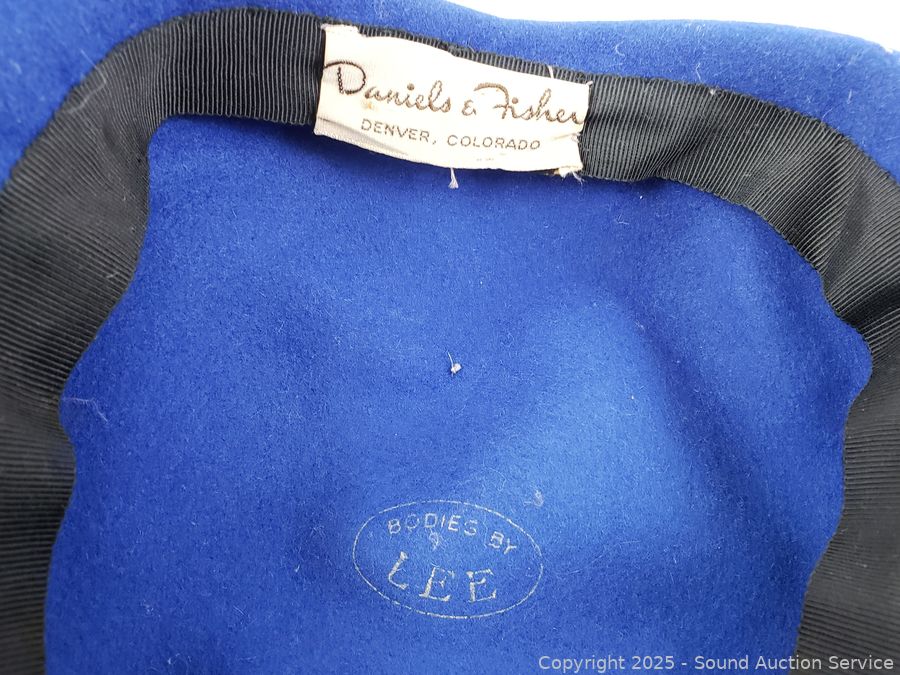 Daniels & Fisher
DENVER, COLORADO
BODIES BY
LEE
Copyright 2025 - Sound Auction Service